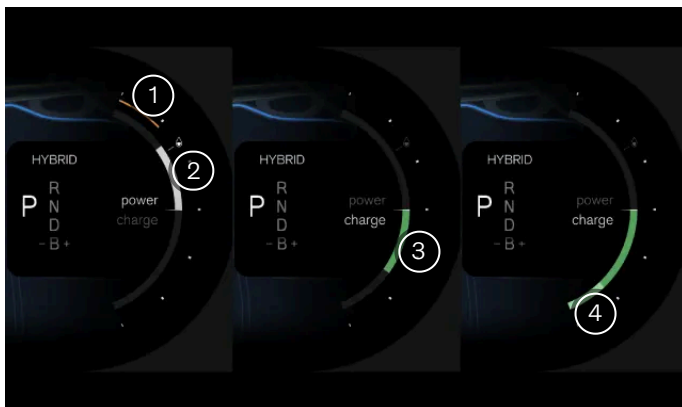 1
2
HYBRID
P
R
N
D
- B +
power
charge
HYBRID
P
R
N
D
- B +
power
charge
3
HYBRID
P
R
N
D
- B +
power
charge
4